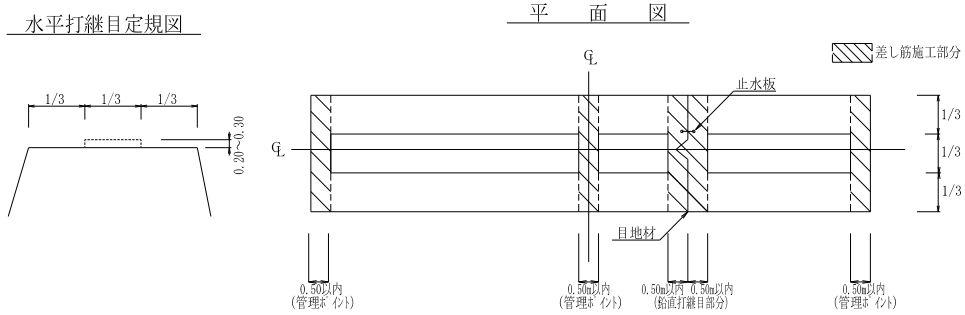 水平打継目定規図
平面図
差し筋施工部分
止水板
目地材
1/3 1/3 1/3
0.20~0.30
℄
℄
1/3
1/3
1/3
0.50以内
(管理ポイント)
0.50m以内
(管理ポイント)
0.50m以内 0.50m以内
(鉛直打継目部分)
0.50m以内
(管理ポイント)